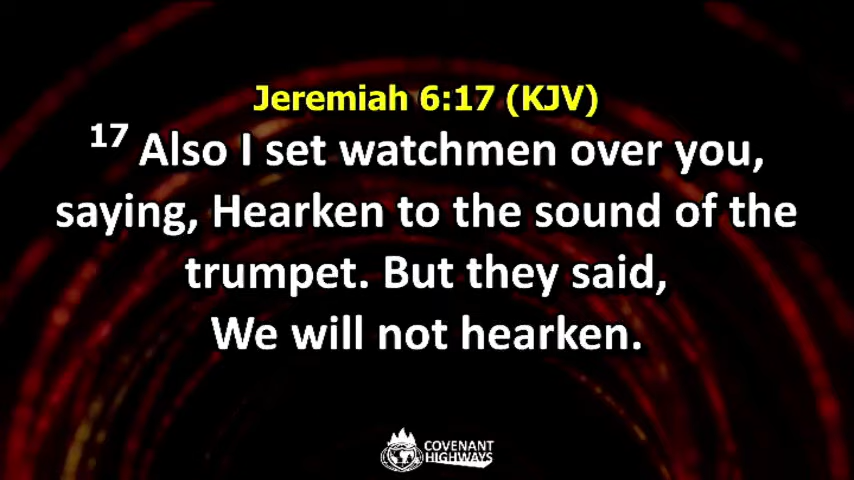 Jeremiah 6:17 (KJV)
17 Also I set watchmen over you,
saying, Hearken to the sound of the
trumpet. But they said,
We will not hearken.
COVENANT
HIGHWAYS